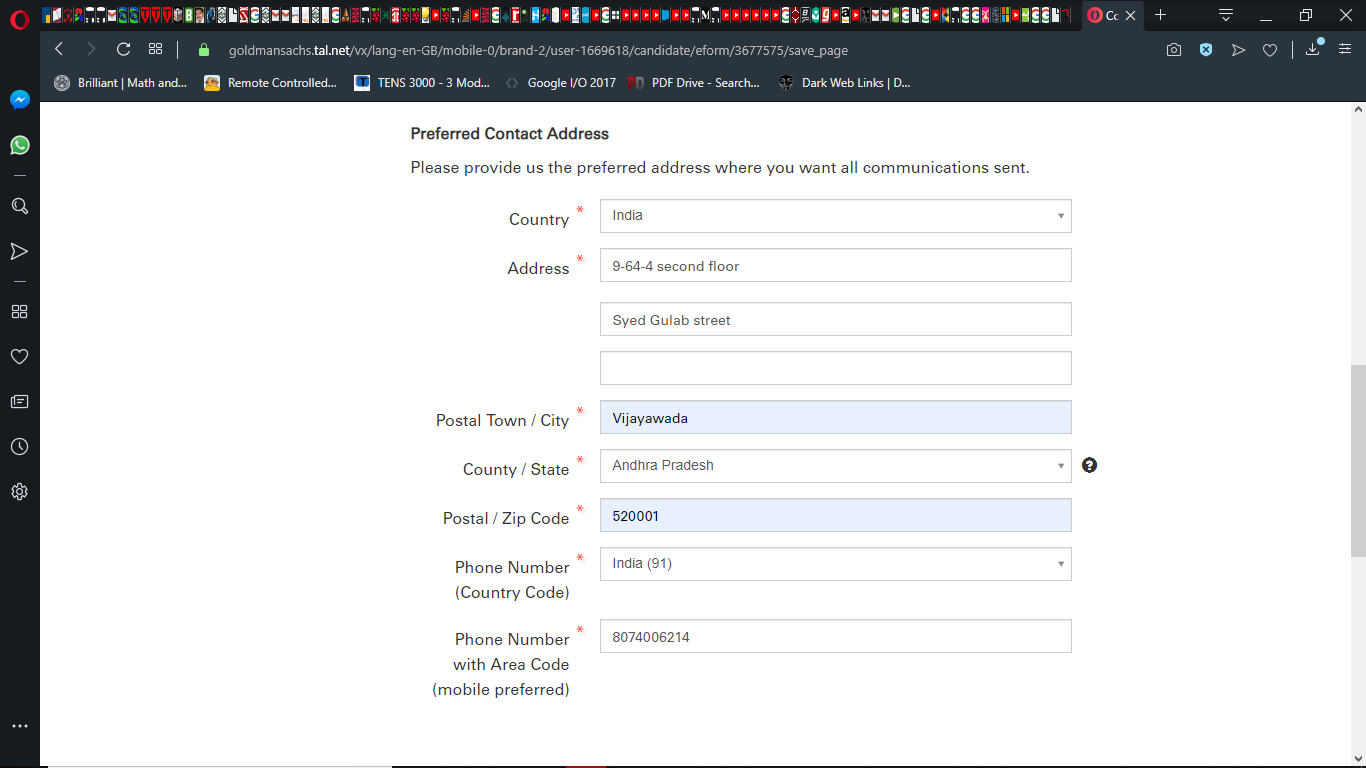 Cc
goldmansachs.tal.net/vx/lang-en-GB/mobile-0/brand-2/user-1669618/candidate/eform/3677575/save_page
Brilliant | Math and... Remote Controlled... TENS 3000 - 3 Mod... Google I/O 2017 PDF Drive - Search... Dark Web Links | D...
Preferred Contact Address
Please provide us the preferred address where you want all communications sent.
Country * India
Address * 9-64-4 second floor
Syed Gulab street
Postal Town / City * Vijayawada
County / State * Andhra Pradesh ?
Postal / Zip Code * 520001
Phone Number * India (91)
(Country Code)
Phone Number * 8074006214
with Area Code
(mobile preferred)